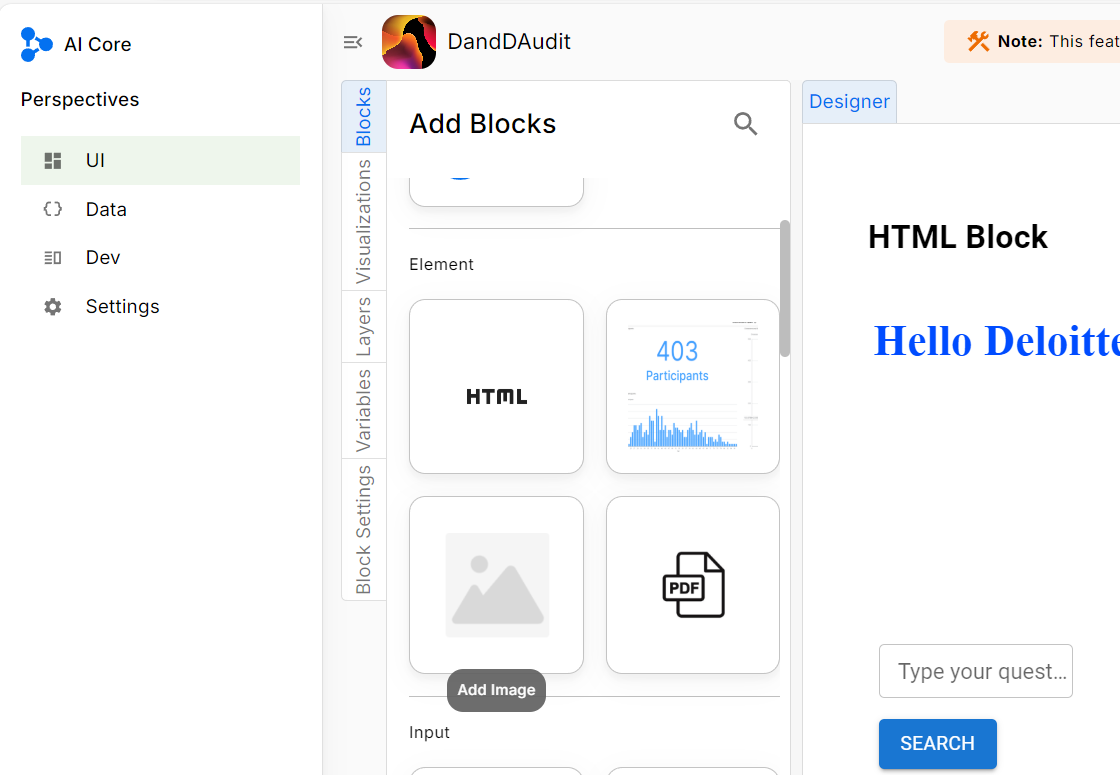 AI Core
Perspectives
UI
Data
Dev
Settings
DandDAudit
Note: This feat
Blocks
Visualizations
Layers
Variables
Block Settings
Add Blocks
Element
HTML
403
Participants
PDF
Add Image
Input
Designer
HTML Block
Hello Deloitte
Type your quest...
SEARCH